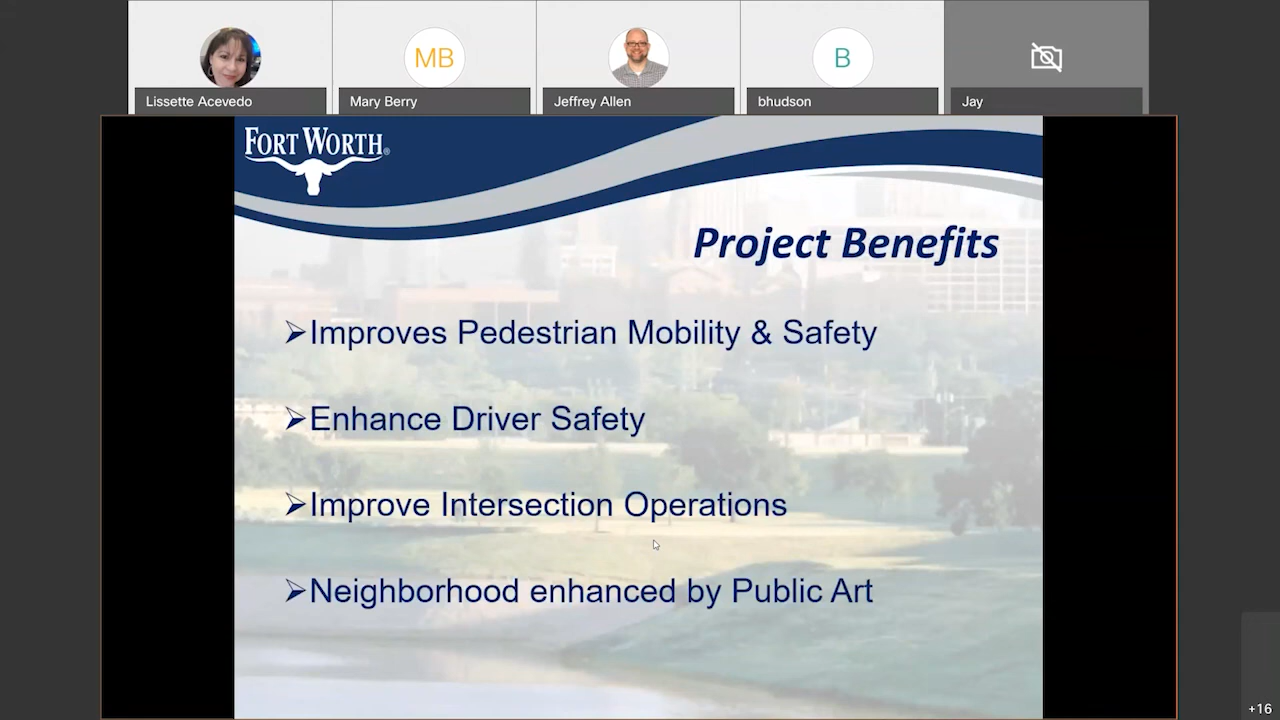 MB
B
Lissette Acevedo
Mary Berry
Jeffrey Allen
bhudson
Jay
FORT WORTH®
Project Benefits
➢Improves Pedestrian Mobility & Safety
➢Enhance Driver Safety
➢Improve Intersection Operations
➢Neighborhood enhanced by Public Art
+16